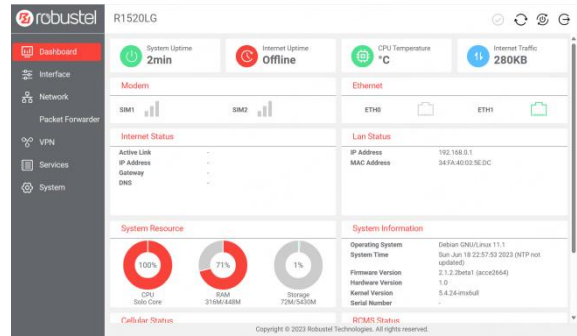 robustel
R1520LG
Dashboard
Interface
Network
Packet Forwarder
VPN
Services
System
System Uptime
2min
Internet Uptime
Offline
CPU Temperature
°C
Internet Traffic
280KB
Modem
SIM1
SIM2
Ethernet
ETH0
ETH1
Internet Status
Active Link -
IP Address -
Gateway -
DNS -
Lan Status
IP Address 192.168.0.1
MAC Address 34:FA:40:03:5E:DC
System Resource
100%
CPU
Solo Core
71%
RAM
316M/448M
1%
Storage
72M/5430M
System Information
Operating System Debian GNU/Linux 11.1
System Time Sun Jun 18 22:57:53 2023 (NTP not
updated)
Firmware Version 2.1.2.2beta1 (acce2664)
Hardware Version 1.0
Kernel Version 5.4.24-imx6ull
Serial Number -
Cellular Status
RCMS Status
Copyright © 2023 Robustel Technologies. All rights reserved.